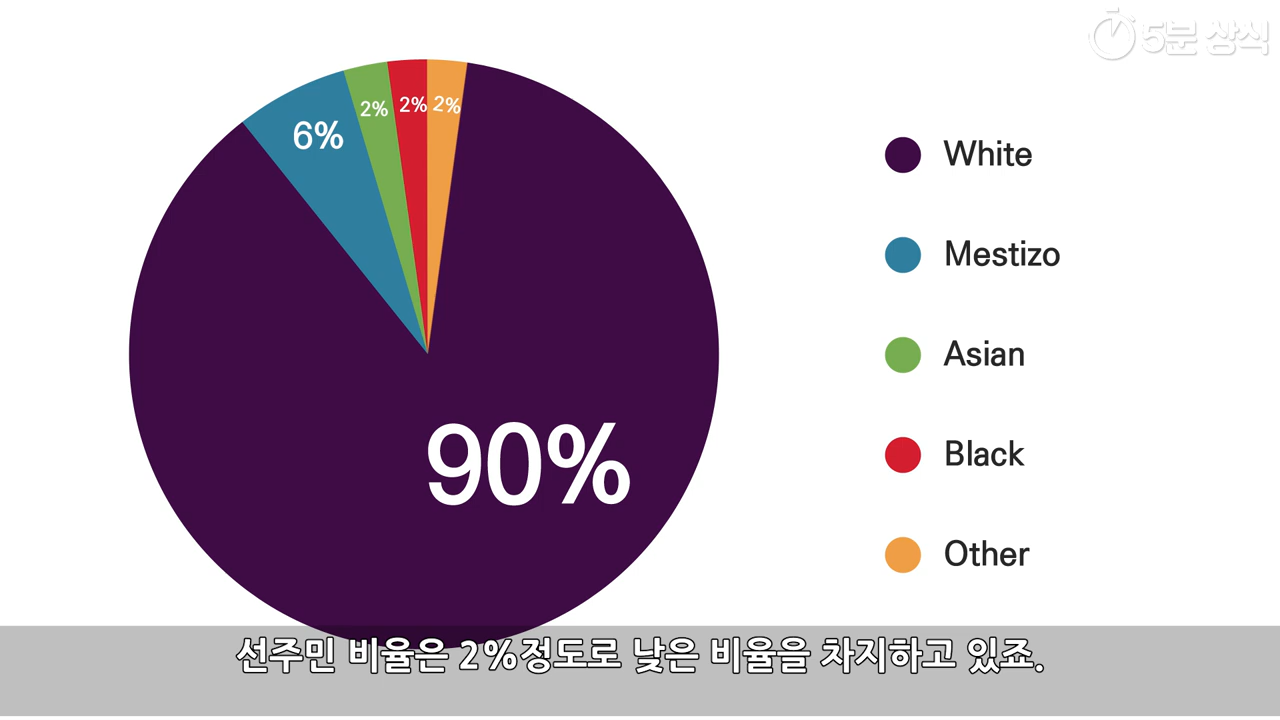 5분 상식
6%
2%
2%
2%
90%
White
Mestizo
Asian
Black
Other
선주민 비율은 2%정도로 낮은 비율을 차지하고 있죠.